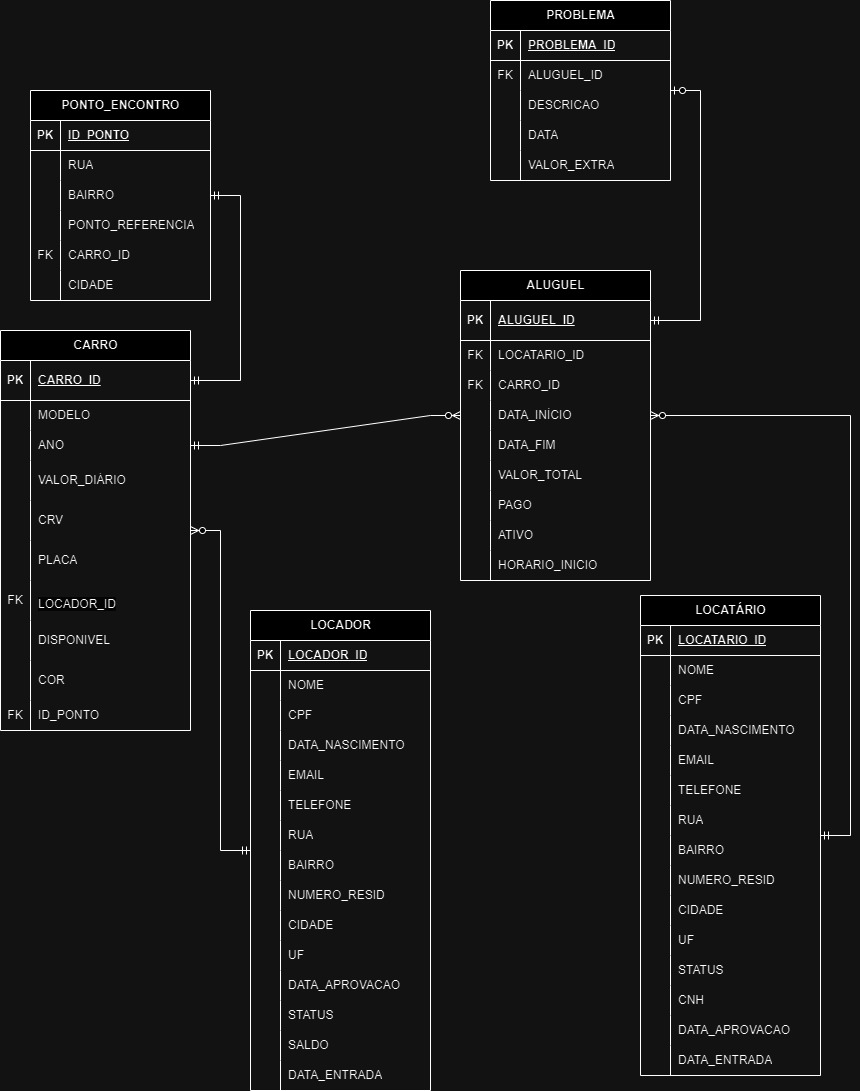 PROBLEMA
PK PROBLEMA_ID
FK ALUGUEL_ID
DESCRICAO
DATA
VALOR_EXTRA
PONTO_ENCONTRO
PK ID_PONTO
RUA
BAIRRO
PONTO_REFERENCIA
FK CARRO_ID
CIDADE
ALUGUEL
PK ALUGUEL_ID
FK LOCATARIO_ID
FK CARRO_ID
DATA_INÍCIO
DATA_FIM
VALOR_TOTAL
PAGO
ATIVO
HORARIO_INICIO
CARRO
PK CARRO_ID
MODELO
ANO
VALOR_DIÁRIO
CRV
PLACA
FK LOCADOR_ID
DISPONIVEL
COR
FK ID_PONTO
LOCADOR
PK LOCADOR_ID
NOME
CPF
DATA_NASCIMENTO
EMAIL
TELEFONE
RUA
BAIRRO
NUMERO_RESID
CIDADE
UF
DATA_APROVACAO
STATUS
SALDO
DATA_ENTRADA
LOCATÁRIO
PK LOCATARIO_ID
NOME
CPF
DATA_NASCIMENTO
EMAIL
TELEFONE
RUA
BAIRRO
NUMERO_RESID
CIDADE
UF
STATUS
CNH
DATA_APROVACAO
DATA_ENTRADA